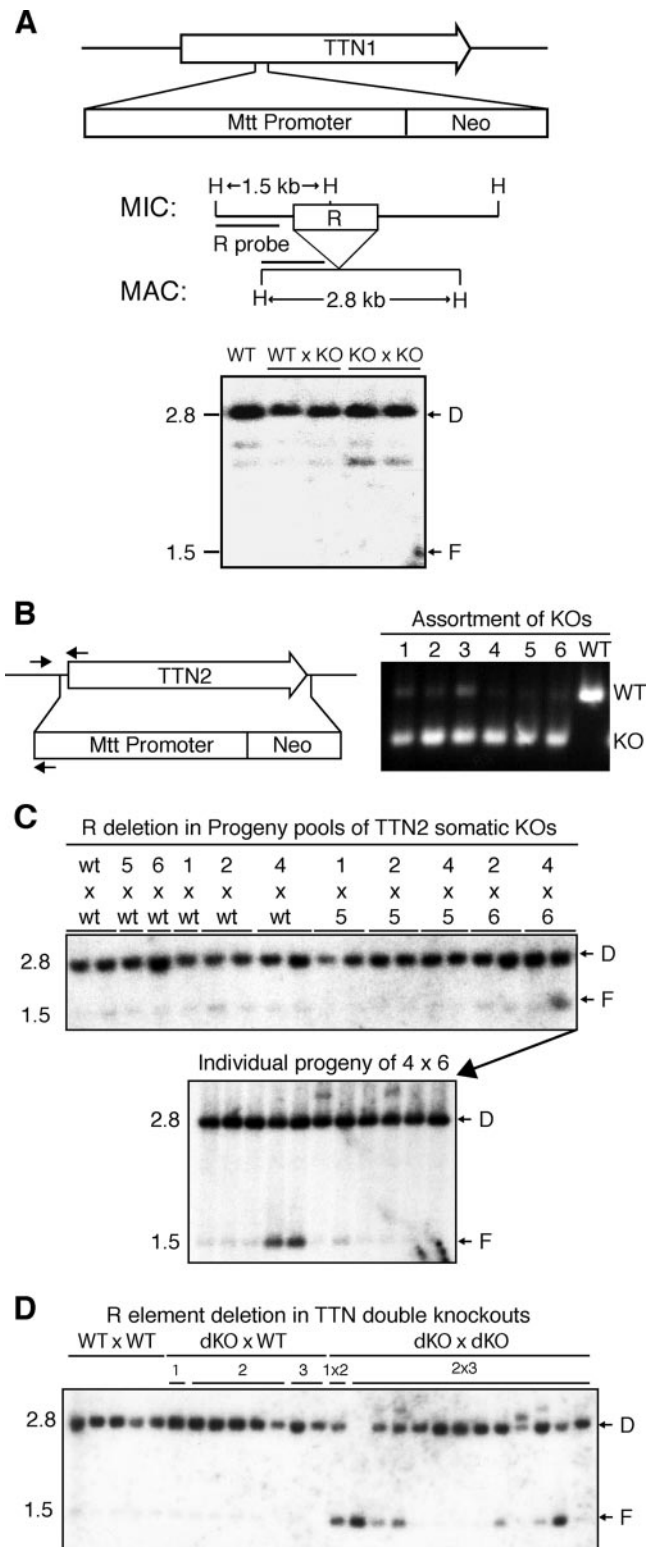 A
TTN1
Mtt Promoter Neo
H 1.5 kb H H
MIC: R
R probe
MAC:
H 2.8 kb H
WT WT x KO KO x KO
2.8 D
1.5 F
B
Assortment of KOs
1 2 3 4 5 6 WT
TTN2
WT
Mtt Promoter Neo
KO
C
R deletion in Progeny pools of TTN2 somatic KOs
wt 5 6 1 2 4 1 2 4 2 4
x x x x x x x x x x x
wt wt wt wt wt wt 5 5 5 6 6
2.8 D
1.5 F
Individual progeny of 4 x 6
2.8 D
1.5 F
D
R element deletion in TTN double knockouts
WT x WT dKO x WT dKO x dKO
1 2 3 1x2 2x3
2.8 D
1.5 F